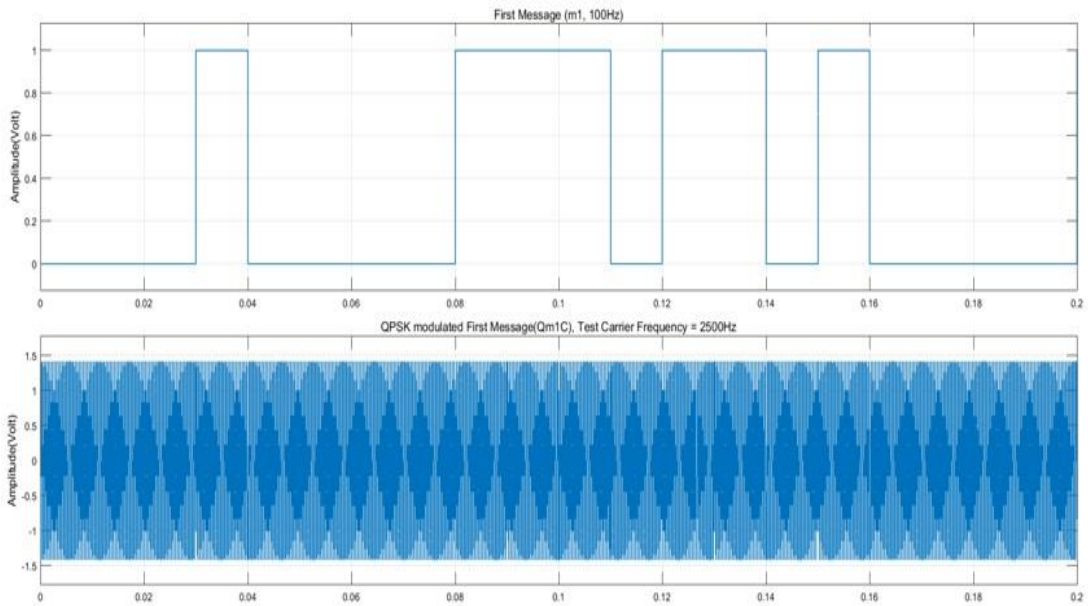 First Message (m1, 100Hz)
1
0.8
0.6
0.4
0.2
0
Amplitude(Volt)
0 0.02 0.04 0.06 0.08 0.1 0.12 0.14 0.16 0.18 0.2
QPSK modulated First Message(Qm1C), Test Carrier Frequency = 2500Hz
1.5
1
0.5
0
-0.5
-1
-1.5
Amplitude(Volt)
0 0.02 0.04 0.06 0.08 0.1 0.12 0.14 0.16 0.18 0.2